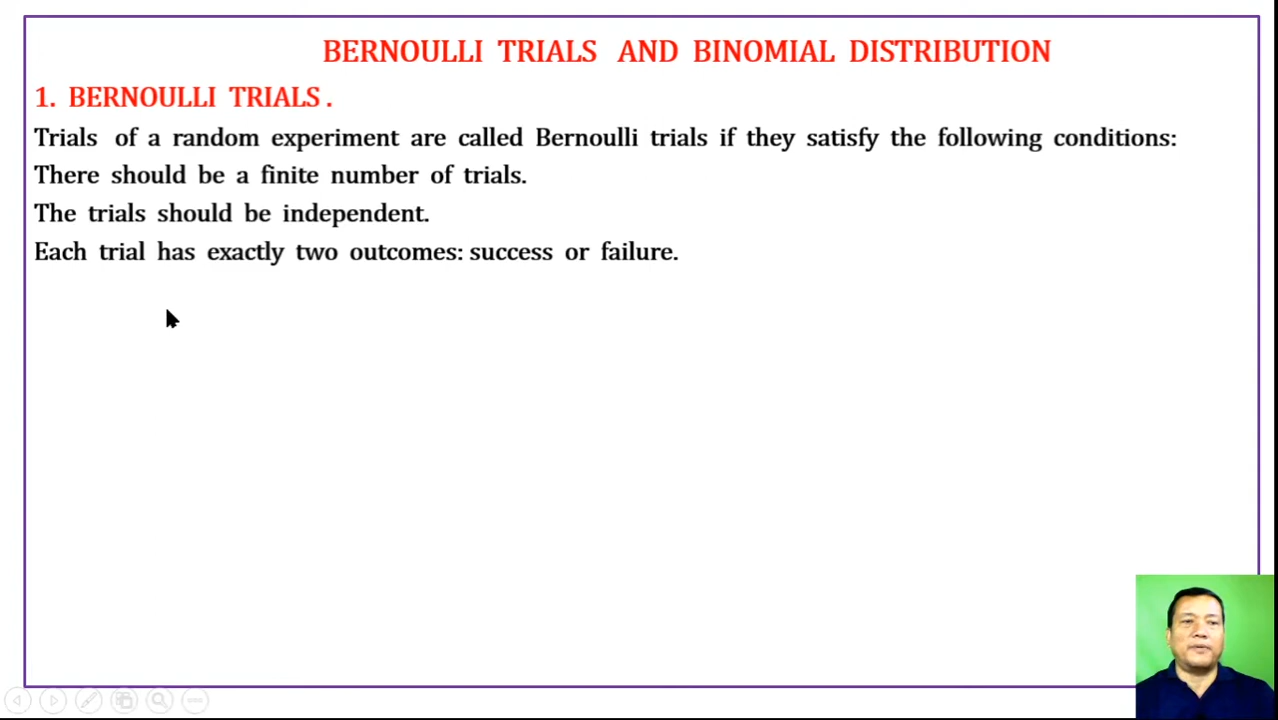 BERNOULLI TRIALS AND BINOMIAL DISTRIBUTION
1. BERNOULLI TRIALS .
Trials of a random experiment are called Bernoulli trials if they satisfy the following conditions:
There should be a finite number of trials.
The trials should be independent.
Each trial has exactly two outcomes: success or failure.